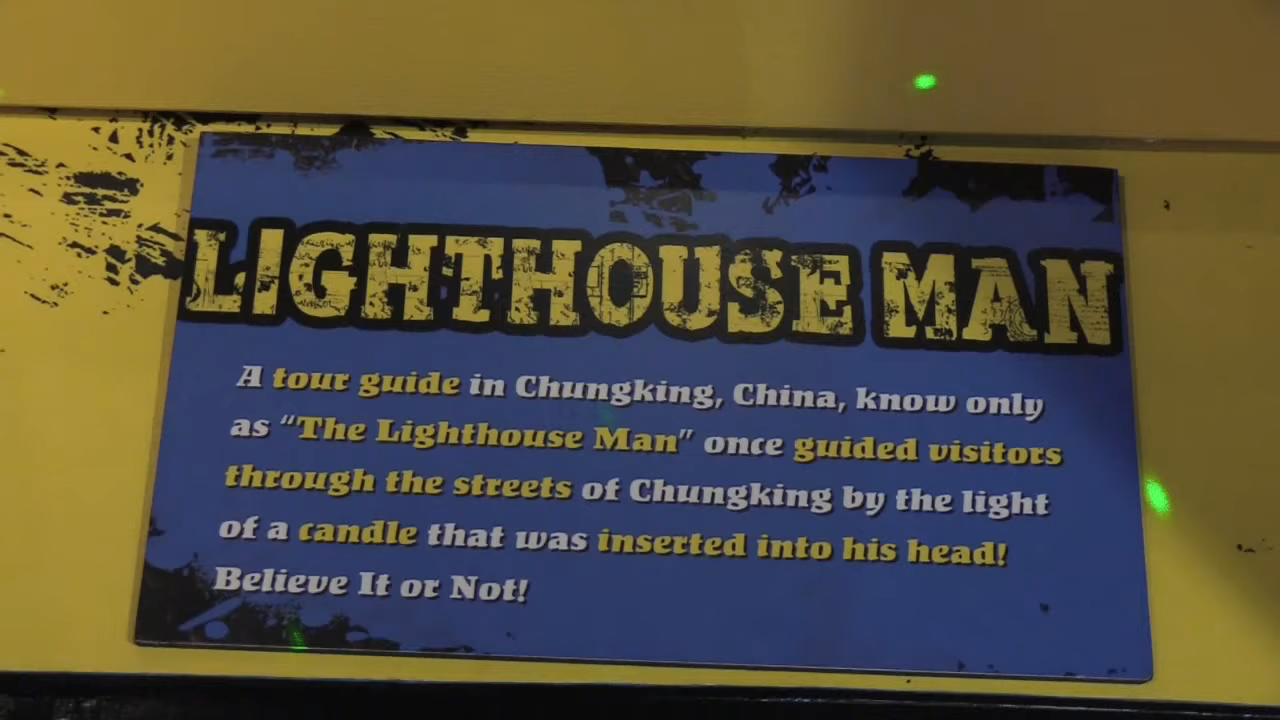 LIGHTHOUSE MAN
A tour guide in Chungking, China, know only
as "The Lighthouse Man" once guided visitors
through the streets of Chungking by the light
of a candle that was inserted into his head!
Believe It or Not!